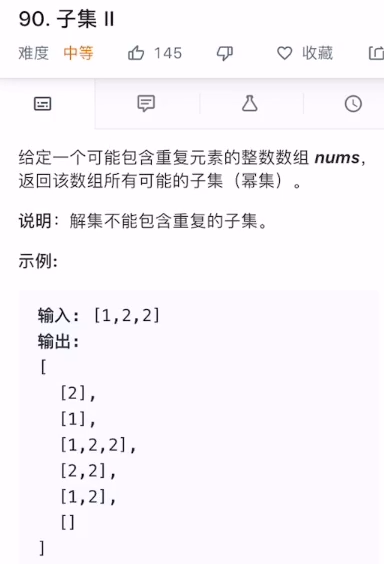 90. 子集 II
难度 中等 145 收藏
给定一个可能包含重复元素的整数数组 nums，
返回该数组所有可能的子集（幂集）。
说明：解集不能包含重复的子集。
示例:
输入: [1,2,2]
输出:
[
[2],
[1],
[1,2,2],
[2,2],
[1,2],
[]
]